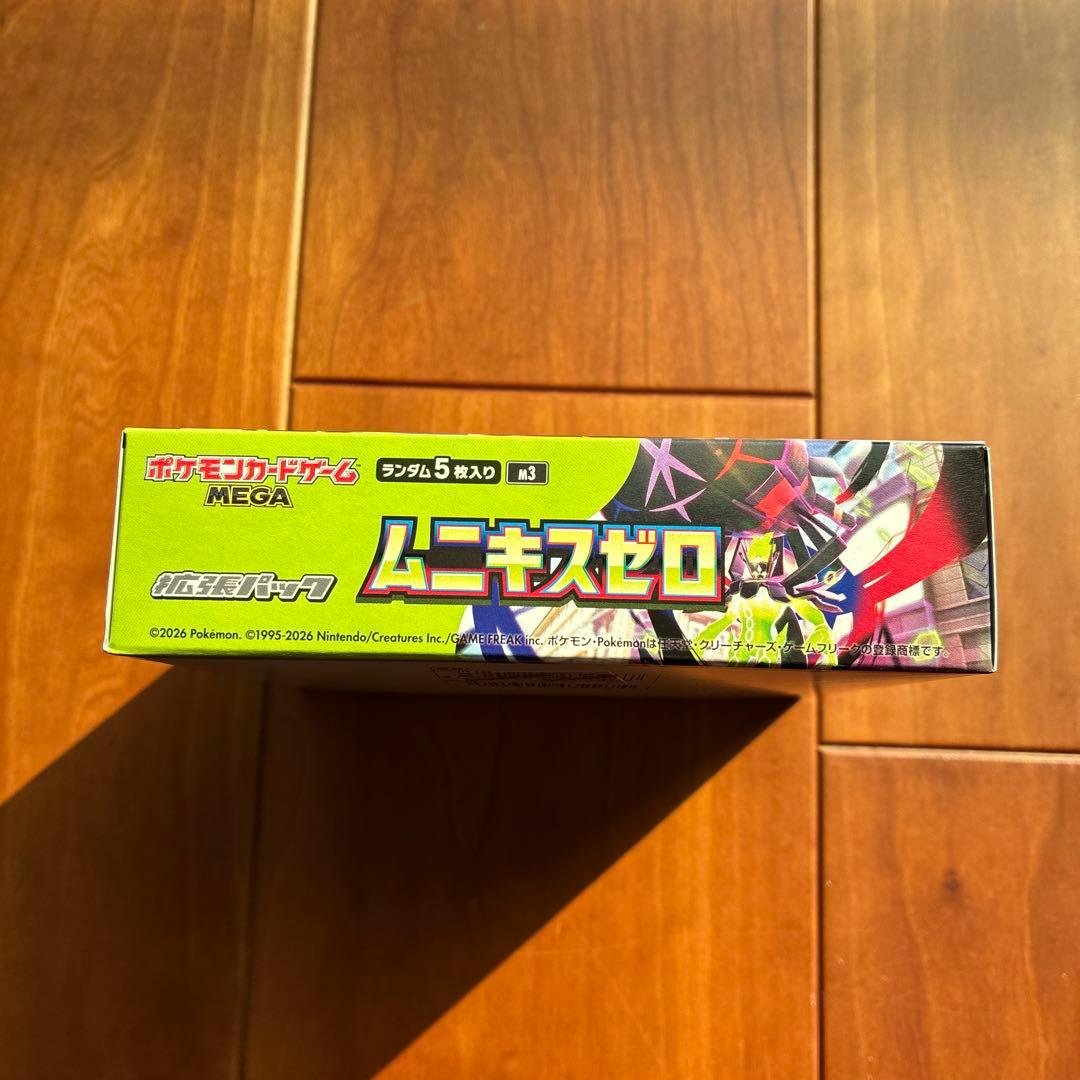 ポケモンカードゲーム™
MEGA
ランダム5枚入り
M3
ムニキスゼロ
拡張パック
©2026 Pokémon. ©1995-2026 Nintendo/Creatures Inc./GAME FREAK inc. ポケモン・Pokémonは任天堂・クリーチャーズ・ゲームフリークの登録商標です。